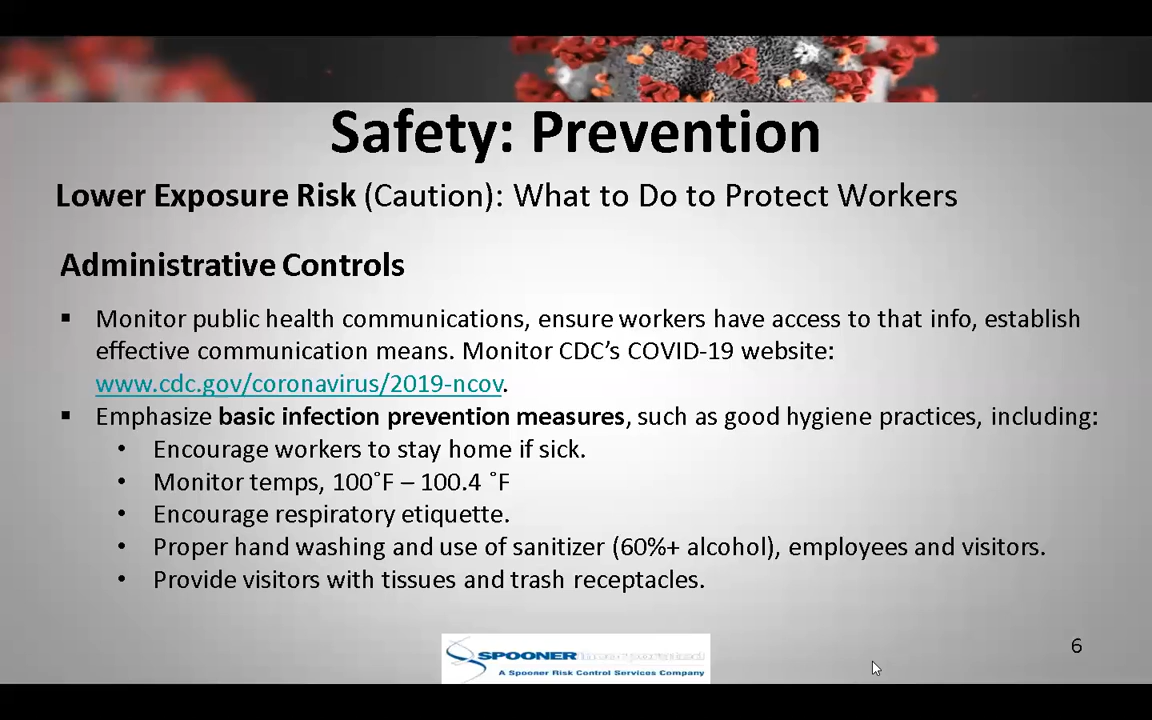 Safety: Prevention
Lower Exposure Risk (Caution): What to Do to Protect Workers
Administrative Controls
▪ Monitor public health communications, ensure workers have access to that info, establish
effective communication means. Monitor CDC’s COVID-19 website:
www.cdc.gov/coronavirus/2019-ncov.
▪ Emphasize basic infection prevention measures, such as good hygiene practices, including:
• Encourage workers to stay home if sick.
• Monitor temps, 100˚F – 100.4 ˚F
• Encourage respiratory etiquette.
• Proper hand washing and use of sanitizer (60%+ alcohol), employees and visitors.
• Provide visitors with tissues and trash receptacles.
SPOONER Incorporated
A Spooner Risk Control Services Company
6